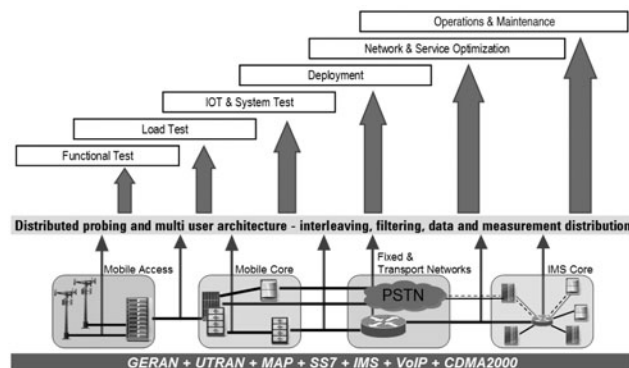 Operations & Maintenance
Network & Service Optimization
Deployment
IOT & System Test
Load Test
Functional Test
Distributed probing and multi user architecture - interleaving, filtering, data and measurement distribution
Mobile Access
Mobile Core
Fixed &
Transport Networks
IMS Core
PSTN
GERAN + UTRAN + MAP + SS7 + IMS + VoIP + CDMA2000